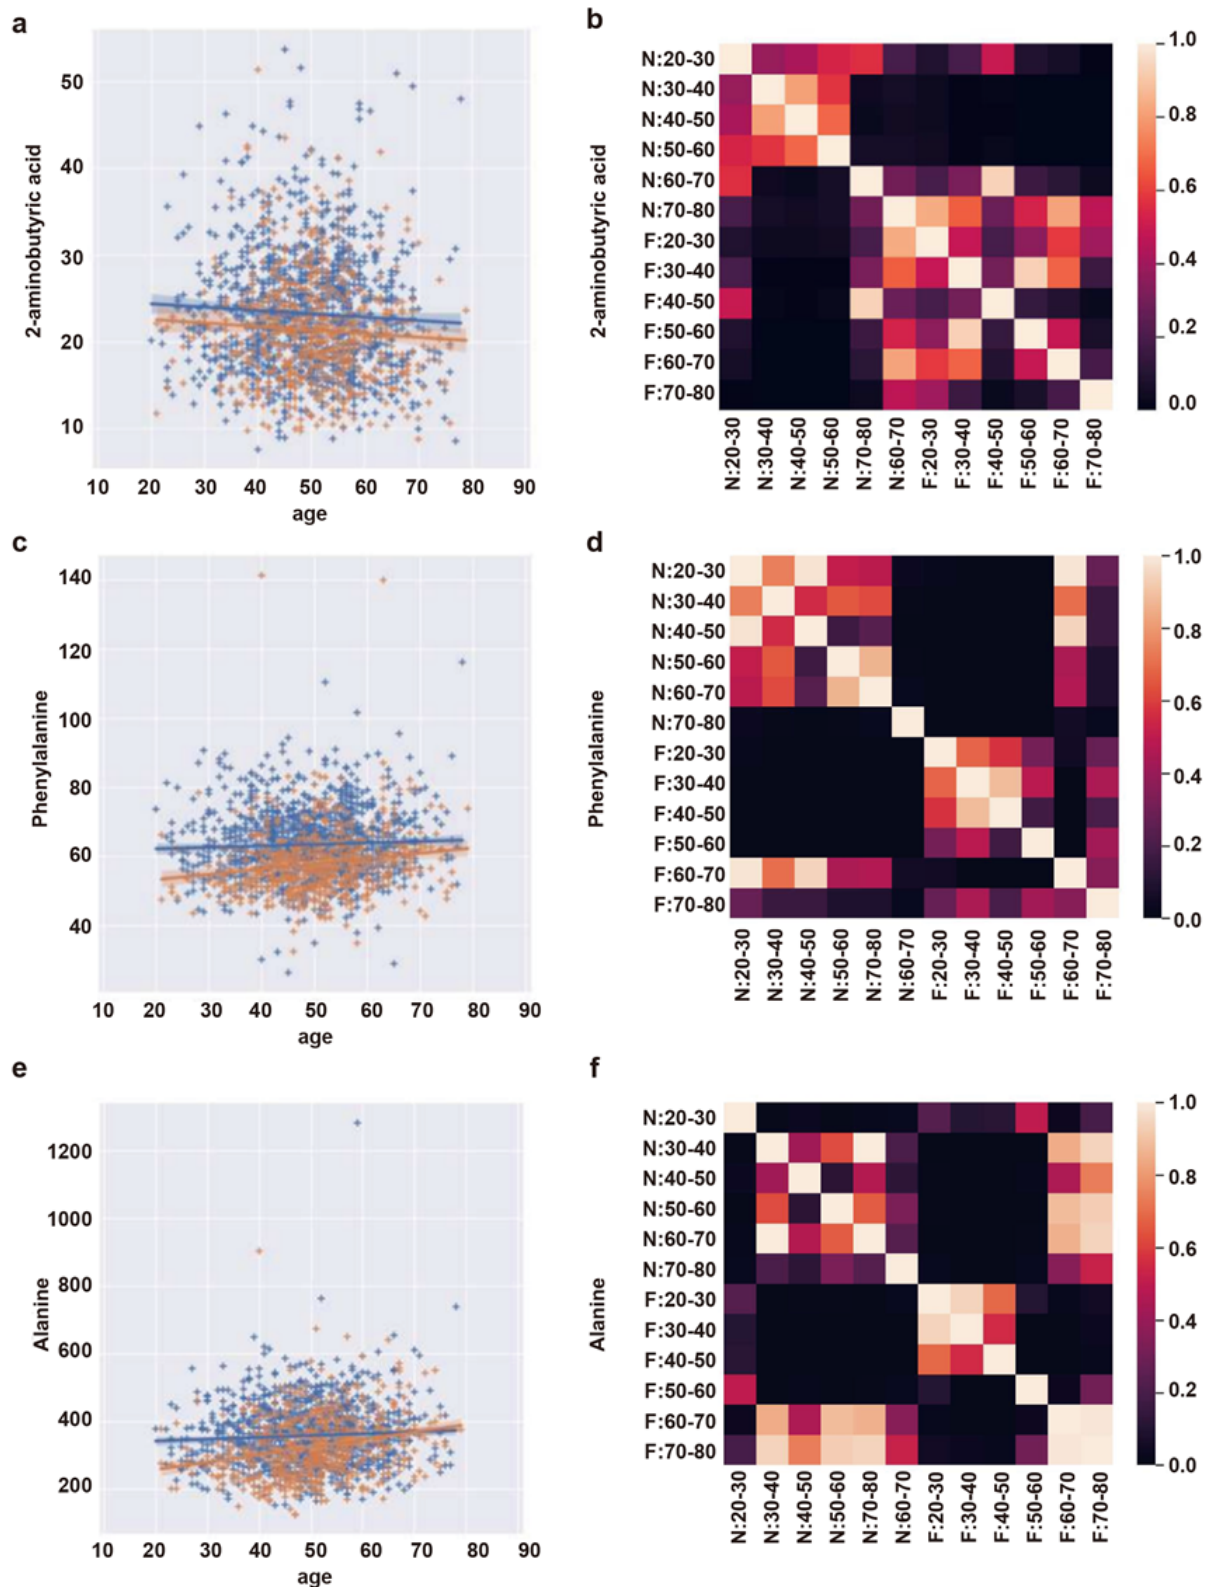 a
50
40
30
20
10
2-aminobutyric acid
10 20 30 40 50 60 70 80 90
age
b
N:20-30
N:30-40
N:40-50
N:50-60
N:60-70
N:70-80
F:20-30
F:30-40
F:40-50
F:50-60
F:60-70
F:70-80
2-aminobutyric acid
N:20-30 N:30-40 N:40-50 N:50-60 N:70-80 N:60-70 F:20-30 F:30-40 F:40-50 F:50-60 F:60-70 F:70-80
1.0
0.8
0.6
0.4
0.2
0.0
c
140
120
100
80
60
40
Phenylalanine
10 20 30 40 50 60 70 80 90
age
d
N:20-30
N:30-40
N:40-50
N:50-60
N:60-70
N:70-80
F:20-30
F:30-40
F:40-50
F:50-60
F:60-70
F:70-80
Phenylalanine
N:20-30 N:30-40 N:40-50 N:50-60 N:70-80 N:60-70 F:20-30 F:30-40 F:40-50 F:50-60 F:60-70 F:70-80
1.0
0.8
0.6
0.4
0.2
0.0
e
1200
1000
800
600
400
200
Alanine
10 20 30 40 50 60 70 80 90
age
f
N:20-30
N:30-40
N:40-50
N:50-60
N:60-70
N:70-80
F:20-30
F:30-40
F:40-50
F:50-60
F:60-70
F:70-80
Alanine
N:20-30 N:30-40 N:40-50 N:50-60 N:70-80 N:60-70 F:20-30 F:30-40 F:40-50 F:50-60 F:60-70 F:70-80
1.0
0.8
0.6
0.4
0.2
0.0